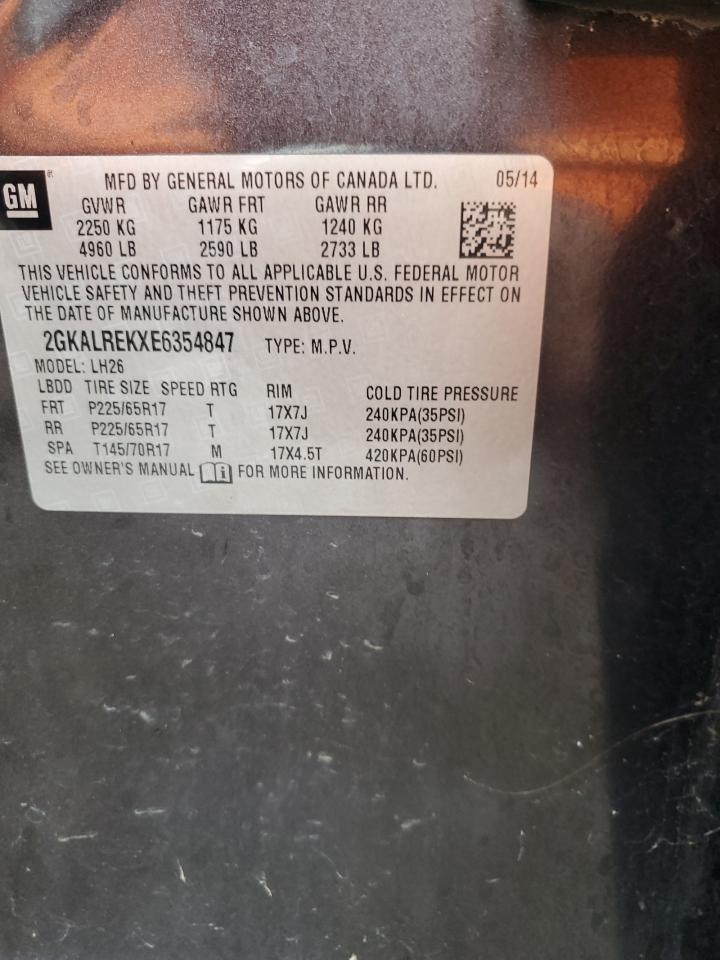 GM
MFD BY GENERAL MOTORS OF CANADA LTD. 05/14
GVWR GAWR FRT GAWR RR
2250 KG 1175 KG 1240 KG
4960 LB 2590 LB 2733 LB
THIS VEHICLE CONFORMS TO ALL APPLICABLE U.S. FEDERAL MOTOR
VEHICLE SAFETY AND THEFT PREVENTION STANDARDS IN EFFECT ON
THE DATE OF MANUFACTURE SHOWN ABOVE.
2GKALREKXE6354847 TYPE: M.P.V.
MODEL: LH26
LBDD TIRE SIZE SPEED RTG RIM COLD TIRE PRESSURE
FRT P225/65R17 T 17X7J 240KPA(35PSI)
RR P225/65R17 T 17X7J 240KPA(35PSI)
SPA T145/70R17 M 17X4.5T 420KPA(60PSI)
SEE OWNER'S MANUAL i FOR MORE INFORMATION.